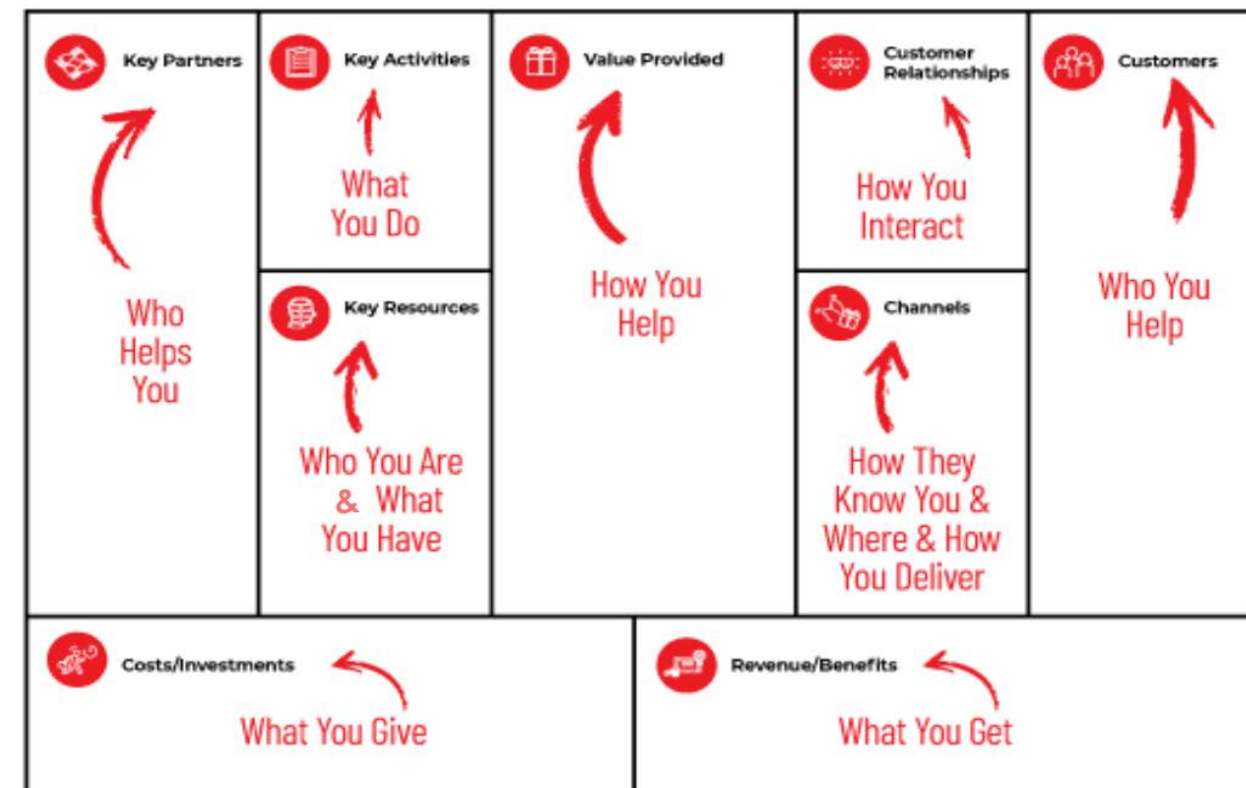 Key Partners
Who
Helps
You
Key Activities
What
You Do
Key Resources
Who You Are
& What
You Have
Value Provided
How You
Help
Customer
Relationships
How You
Interact
Channels
How They
Know You &
Where & How
You Deliver
Customers
Who You
Help
Costs/Investments
What You Give
Revenue/Benefits
What You Get